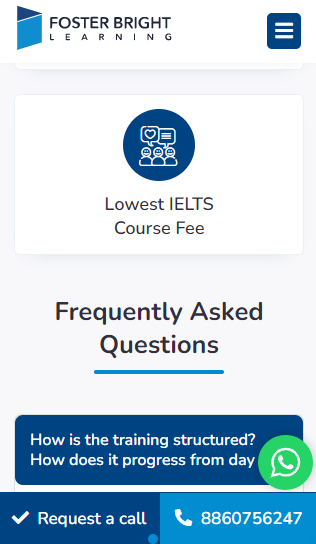 FOSTER BRIGHT
LEARNING
Lowest IELTS
Course Fee
Frequently Asked
Questions
How is the training structured?
How does it progress from day
Request a call
8860756247